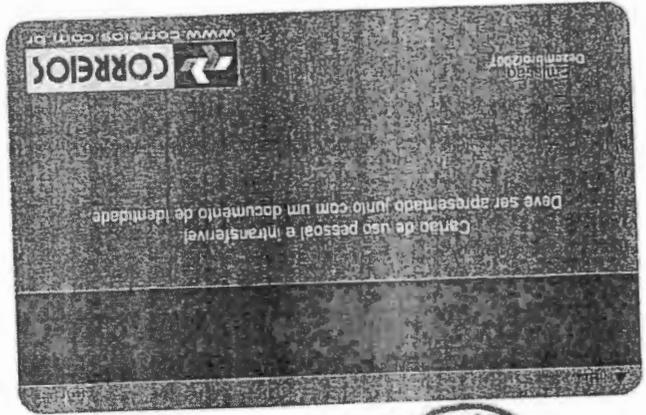 Cartão de uso pessoal e intransferível
Deve ser apresentado junto com um documento de identidade
Emissão
Dezembro/2007
CORREIOS
www.correios.com.br